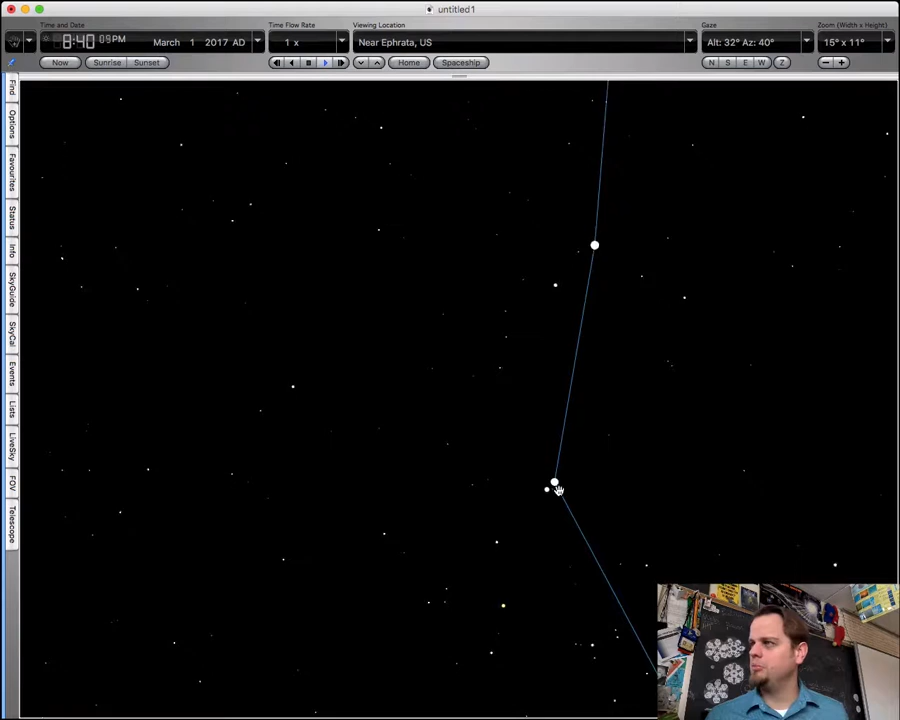 untitled1
Time and Date
Time Flow Rate
Viewing Location
Gaze
Zoom (Width x Height)
8:40 09 PM
March 1 2017 AD
1 x
Near Ephrata, US
Alt: 32° Az: 40°
15° x 11°
Now
Sunrise
Sunset
Home
Spaceship
N
S
E
W
Z
Find
Options
Favourites
Status
Info
SkyGuide
SkyCal
Events
Lists
LiveSky
FOV
Telescope